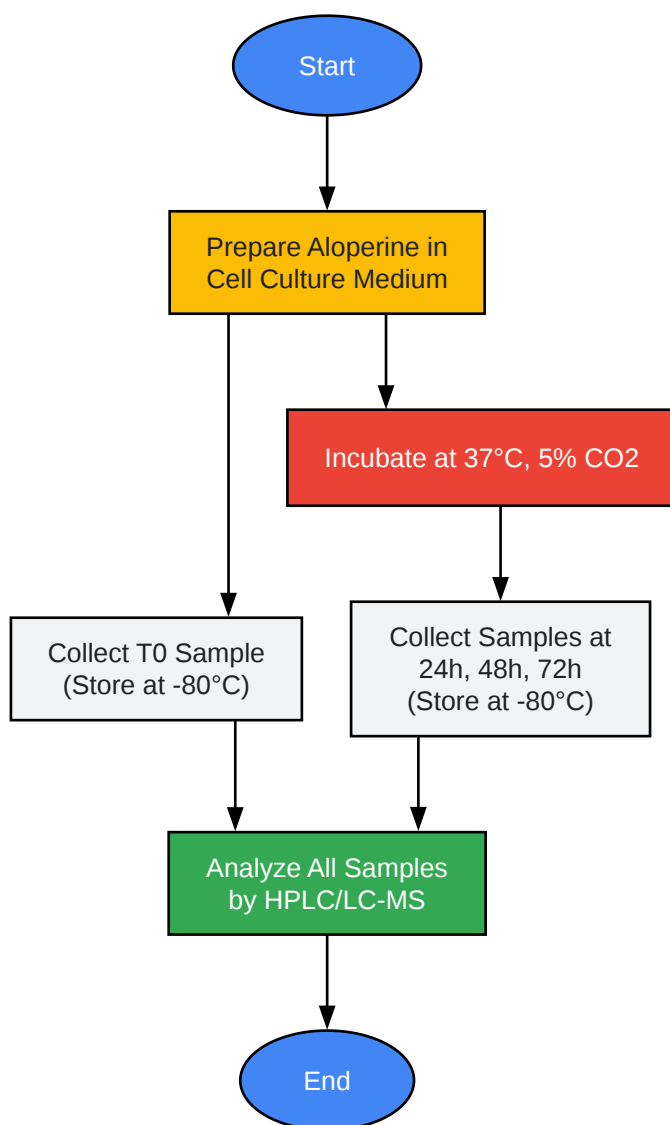 Start
Prepare Aloperine in
Cell Culture Medium
Incubate at 37°C, 5% CO2
Collect T0 Sample
(Store at -80°C)
Collect Samples at
24h, 48h, 72h
(Store at -80°C)
Analyze All Samples
by HPLC/LC-MS
End